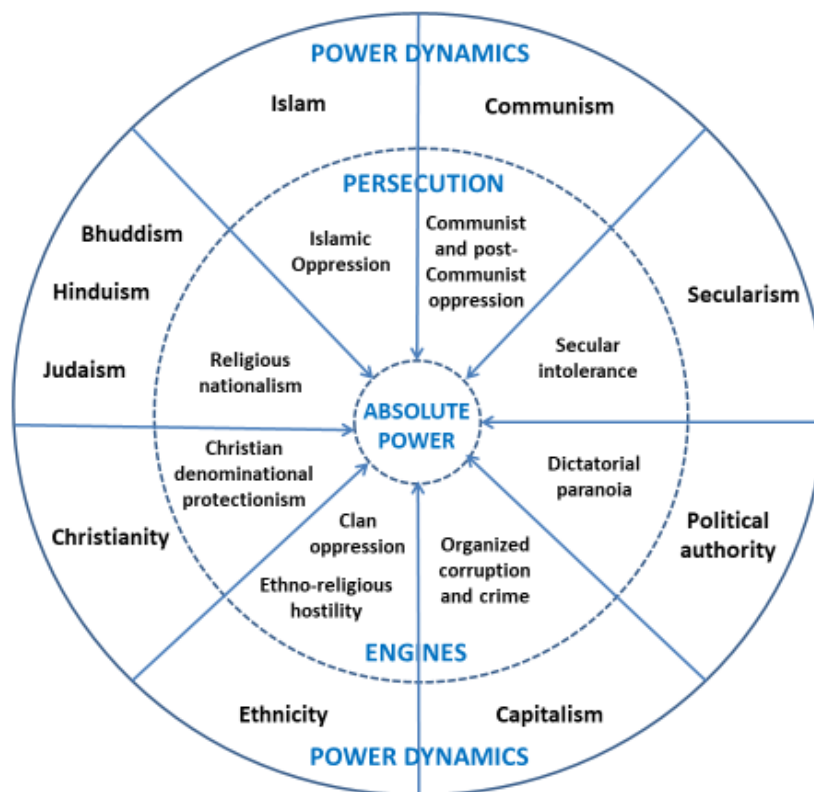 POWER DYNAMICS
Islam
Communism
PERSECUTION
Islamic
Oppression
Communist
and post-
Communist
oppression
Bhuddism
Hinduism
Judaism
Secularism
Religious
nationalism
Secular
intolerance
ABSOLUTE
POWER
Christian
denominational
protectionism
Dictatorial
paranoia
Christianity
Political
authority
Clan
oppression
Ethno-religious
hostility
Organized
corruption
and crime
ENGINES
Ethnicity
Capitalism
POWER DYNAMICS